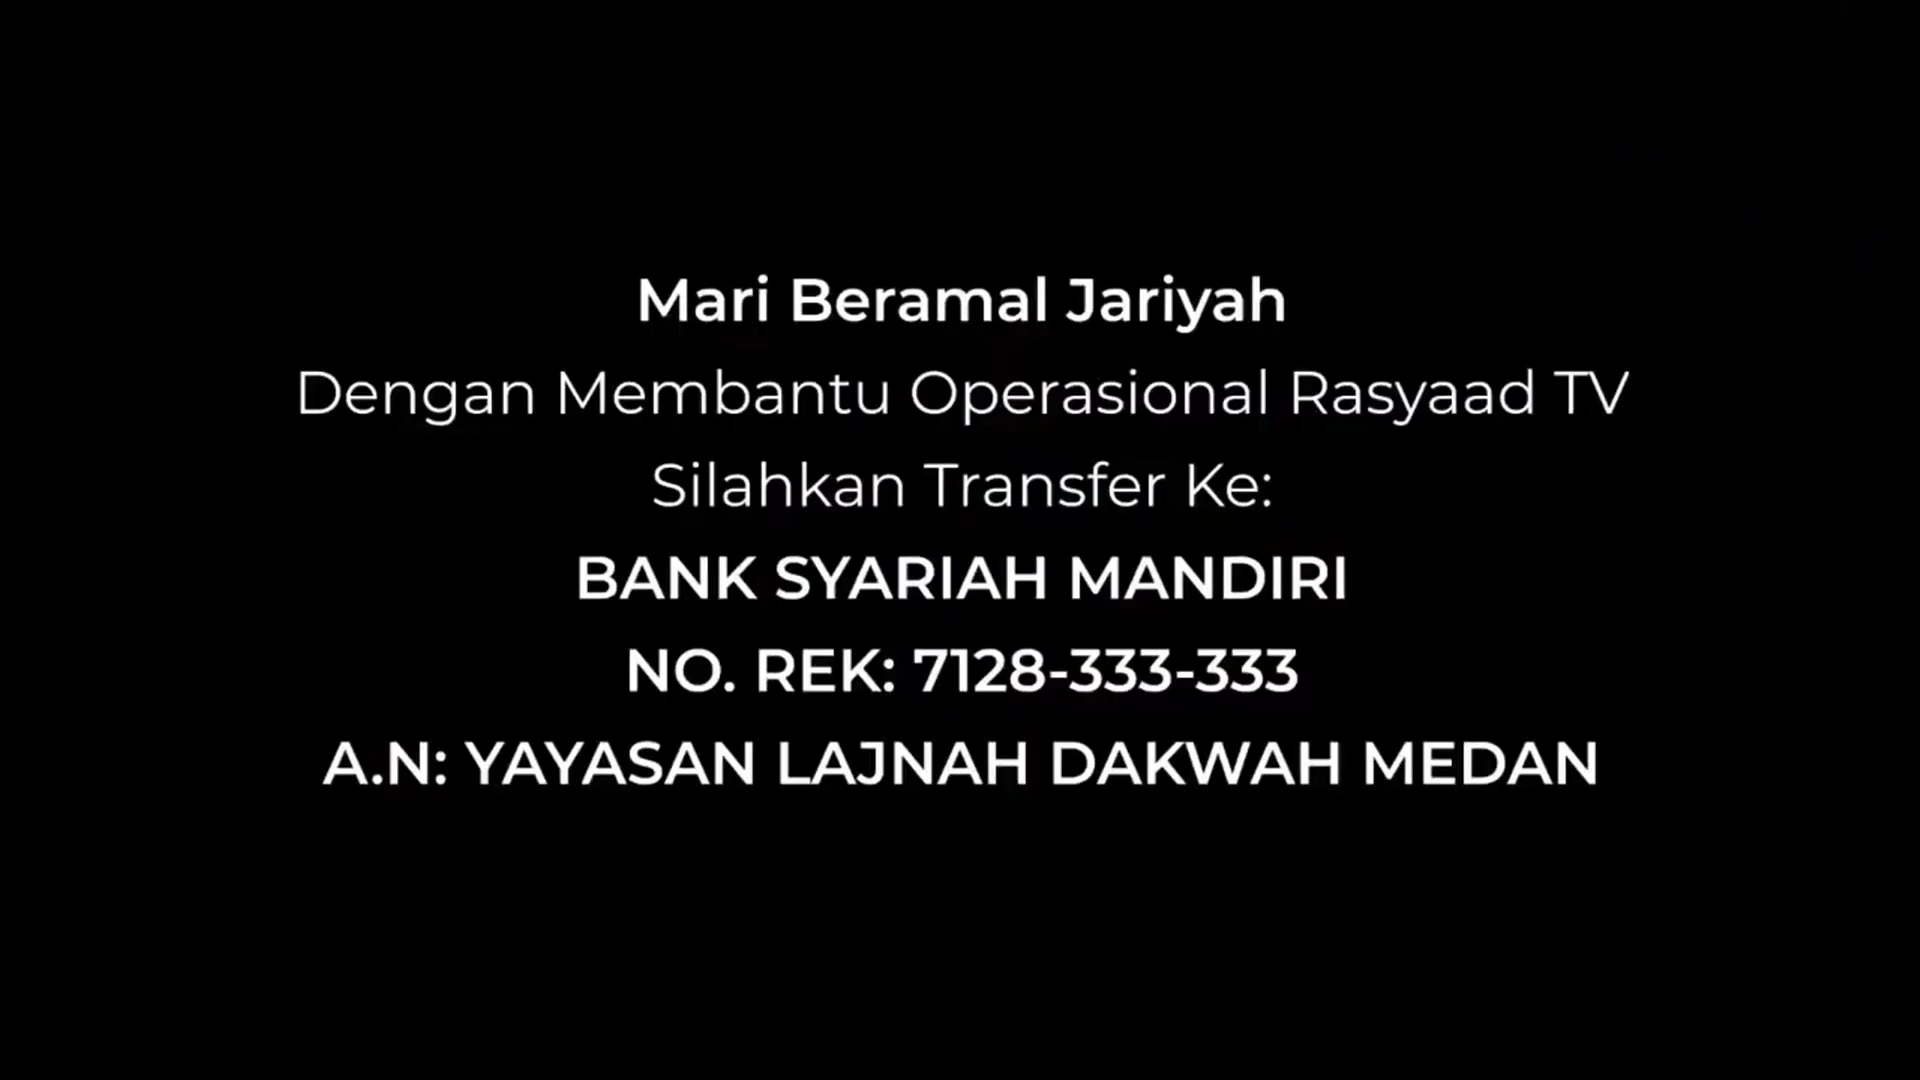 Mari Beramal Jariyah
Dengan Membantu Operasional Rasyaad TV
Silahkan Transfer Ke:
BANK SYARIAH MANDIRI
NO. REK: 7128-333-333
A.N: YAYASAN LAJNAH DAKWAH MEDAN